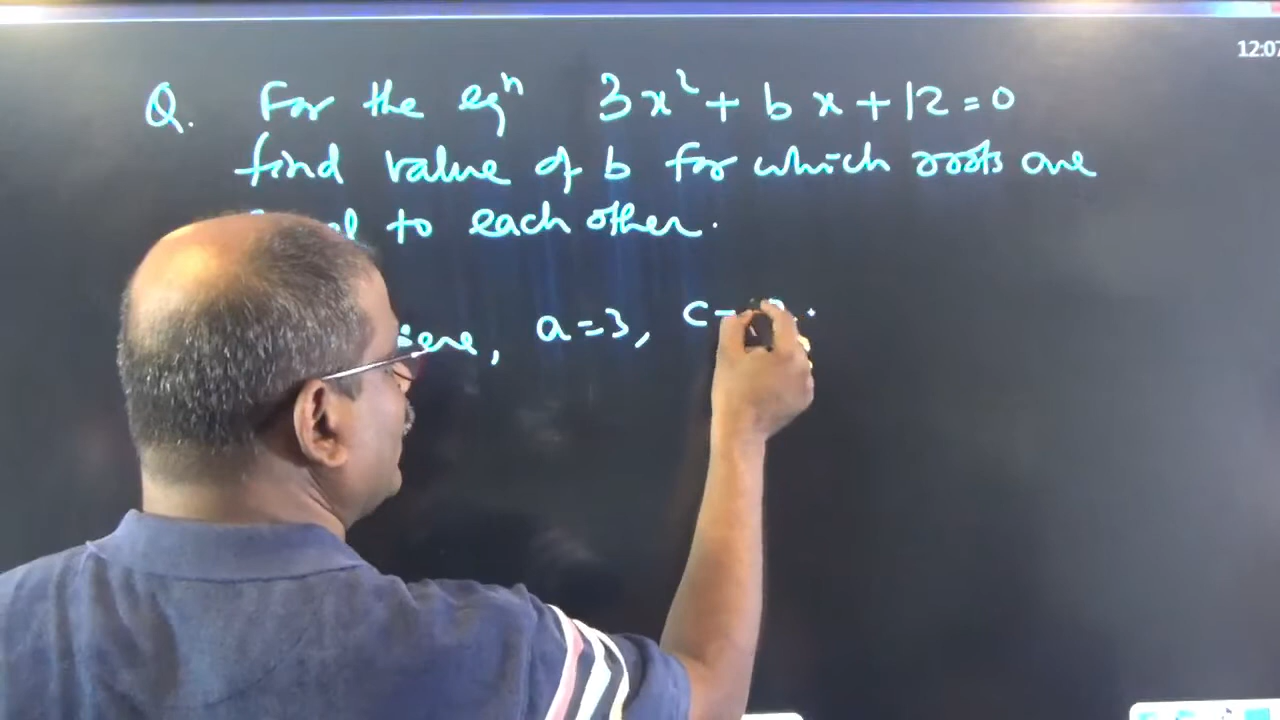 12:07
Q. For the eqⁿ 3x² + bx + 12 = 0
find value of b for which roots are
to each other.
a = 3, c =